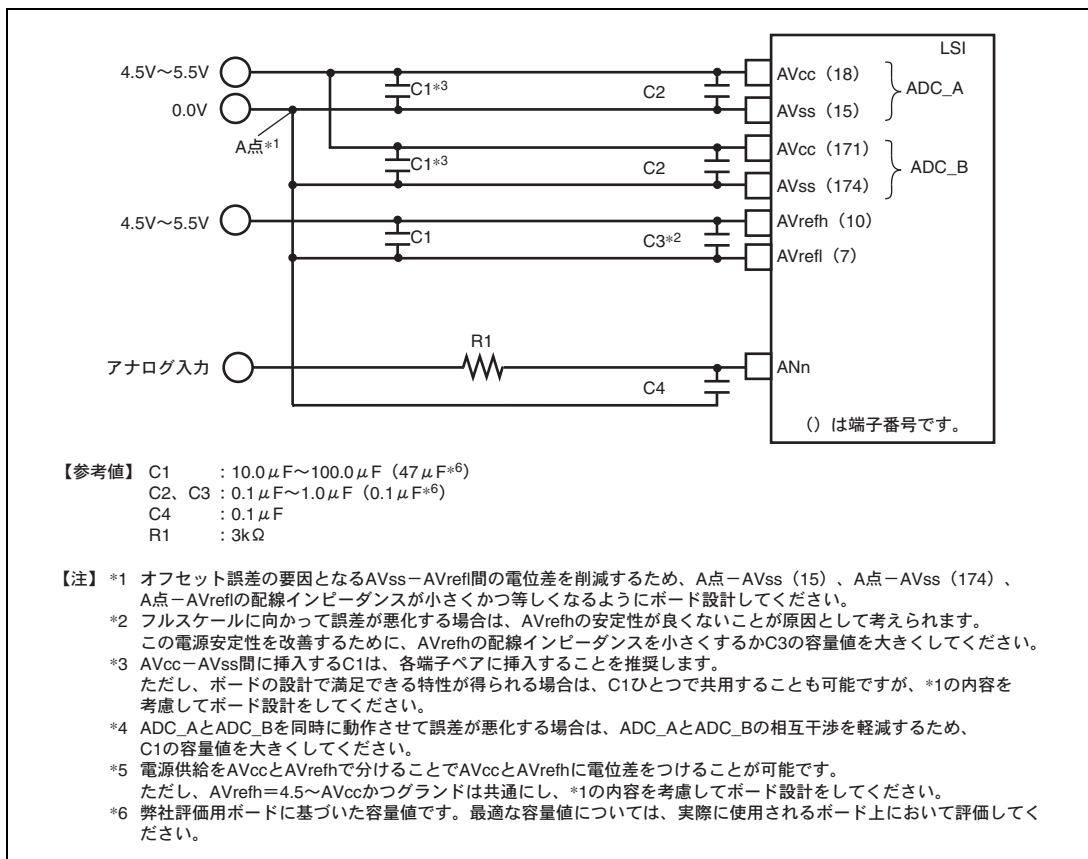 LSI
4.5V～5.5V
C1*3
C2
AVcc（18）
ADC_A
0.0V
AVss（15）
A点*1
C1*3
C2
AVcc（171）
ADC_B
AVss（174）
4.5V～5.5V
C1
C3*2
AVrefh（10）
AVrefl（7）
R1
アナログ入力
ANn
C4
（）は端子番号です。
【参考値】 C1 : 10.0μF～100.0μF（47μF*6）
C2、C3 : 0.1μF～1.0μF（0.1μF*6）
C4 : 0.1μF
R1 : 3kΩ
【注】 *1 オフセット誤差の要因となるAVss－AVrefl間の電位差を削減するため、A点－AVss（15）、A点－AVss（174）、
A点－AVreflの配線インピーダンスが小さくかつ等しくなるようにボード設計してください。
*2 フルスケールに向かって誤差が悪化する場合は、AVrefhの安定性が良くないことが原因として考えられます。
この電源安定性を改善するために、AVrefhの配線インピーダンスを小さくするかC3の容量値を大きくしてください。
*3 AVcc－AVss間に挿入するC1は、各端子ペアに挿入することを推奨します。
ただし、ボードの設計で満足できる特性が得られる場合は、C1ひとつで共用することも可能ですが、*1の内容を
考慮してボード設計をしてください。
*4 ADC_AとADC_Bを同時に動作させて誤差が悪化する場合は、ADC_AとADC_Bの相互干渉を軽減するため、
C1の容量値を大きくしてください。
*5 電源供給をAVccとAVrefhで分けることでAVccとAVrefhに電位差をつけることが可能です。
ただし、AVrefh＝4.5～AVccかつグランドは共通にし、*1の内容を考慮してボード設計をしてください。
*6 弊社評価用ボードに基づいた容量値です。最適な容量値については、実際に使用されるボード上において評価してく
ださい。